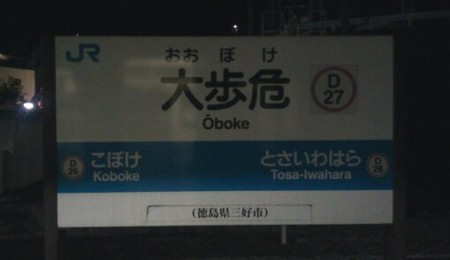 JR
おおぼけ
大歩危
Ōboke
D
27
D
26
こぼけ
Koboke
とさいわはら
Tosa-Iwahara
D
28
(徳島県三好市)